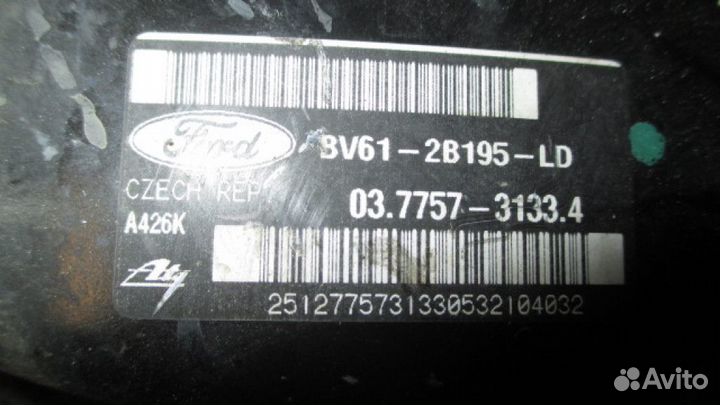 Ford
BV61-2B195-LD
CZECH REP
03.7757-3133.4
A426K
Ate
2512775731330532104032
Avito